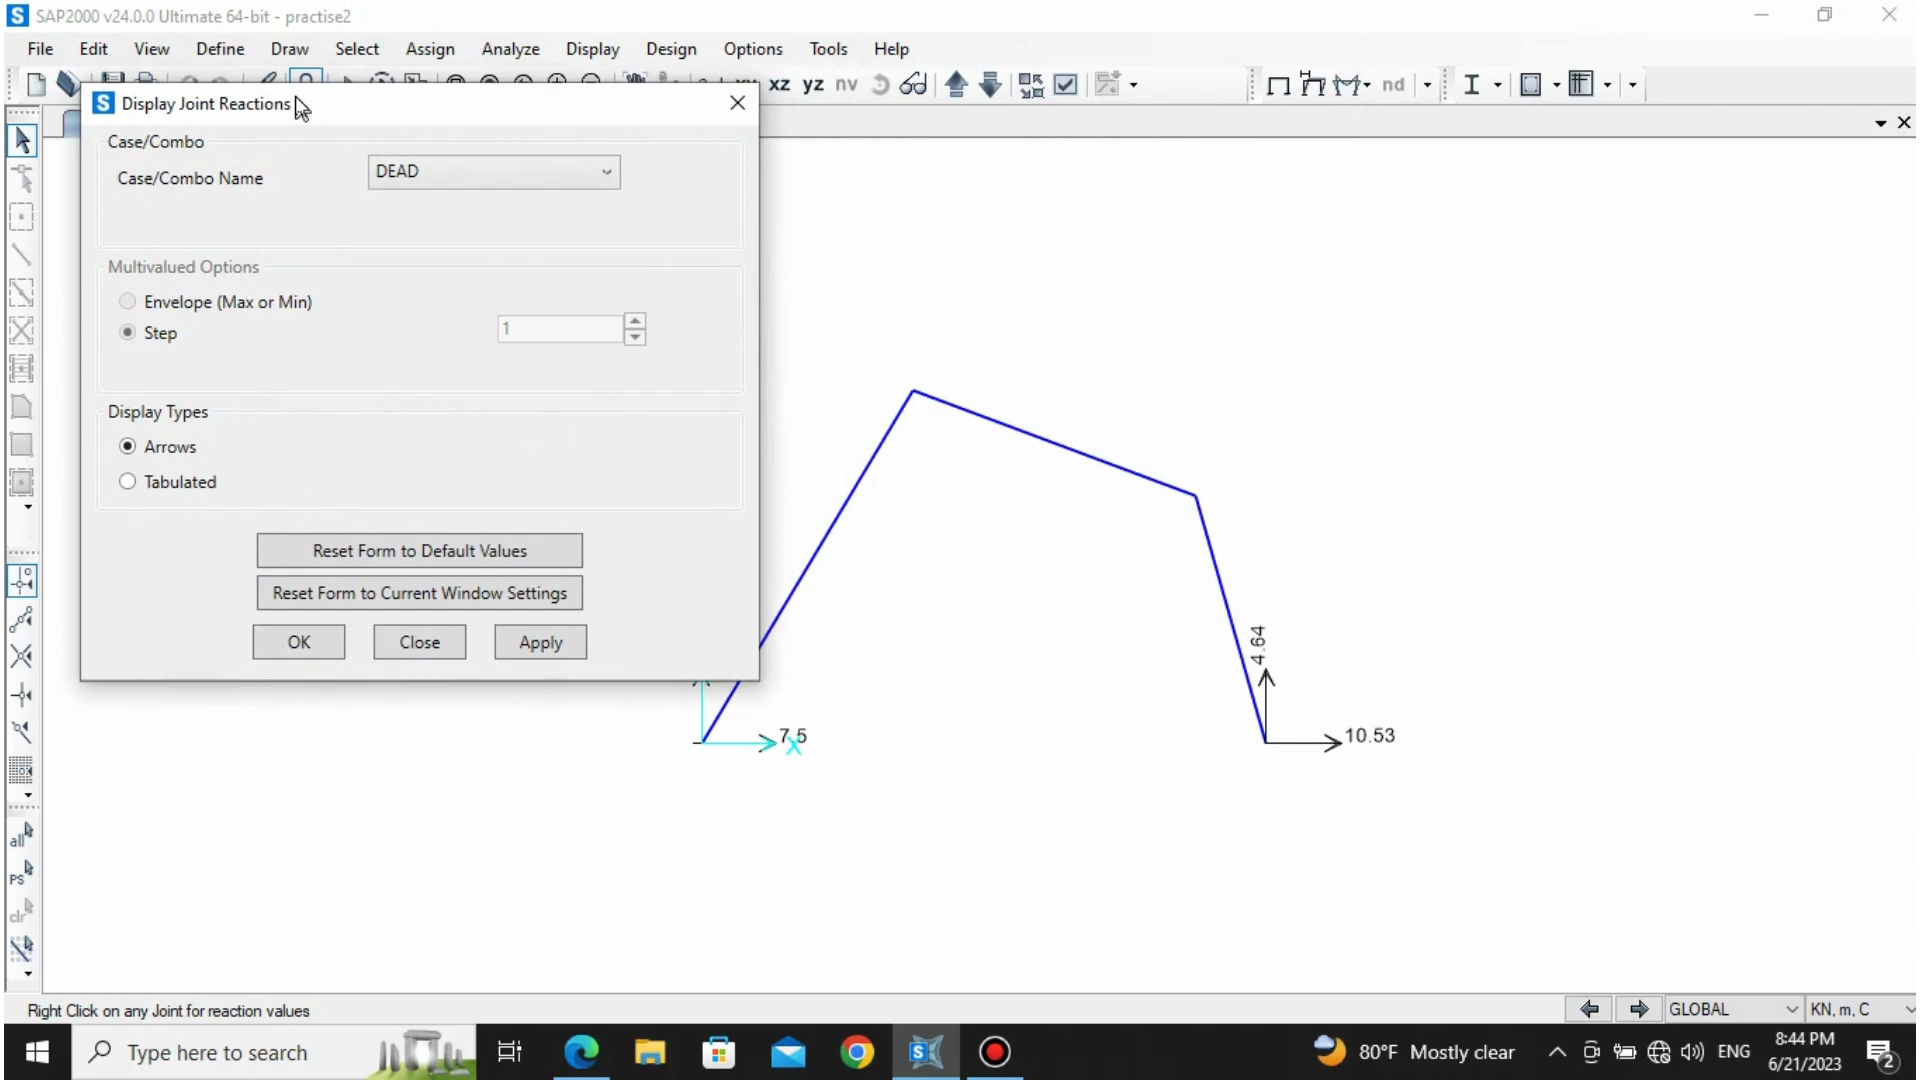 SAP2000 v24.0.0 Ultimate 64-bit - practise2
File Edit View Define Draw Select Assign Analyze Display Design Options Tools Help
xz yz nv nd
Display Joint Reactions
Case/Combo
Case/Combo Name DEAD
Multivalued Options
Envelope (Max or Min)
Step 1
Display Types
Arrows
Tabulated
Reset Form to Default Values
Reset Form to Current Window Settings
OK Close Apply
4.64
7.5
X
10.53
all
PS
clr
Right Click on any Joint for reaction values
GLOBAL
KN, m, C
Type here to search
80°F Mostly clear
ENG
8:44 PM
6/21/2023
2